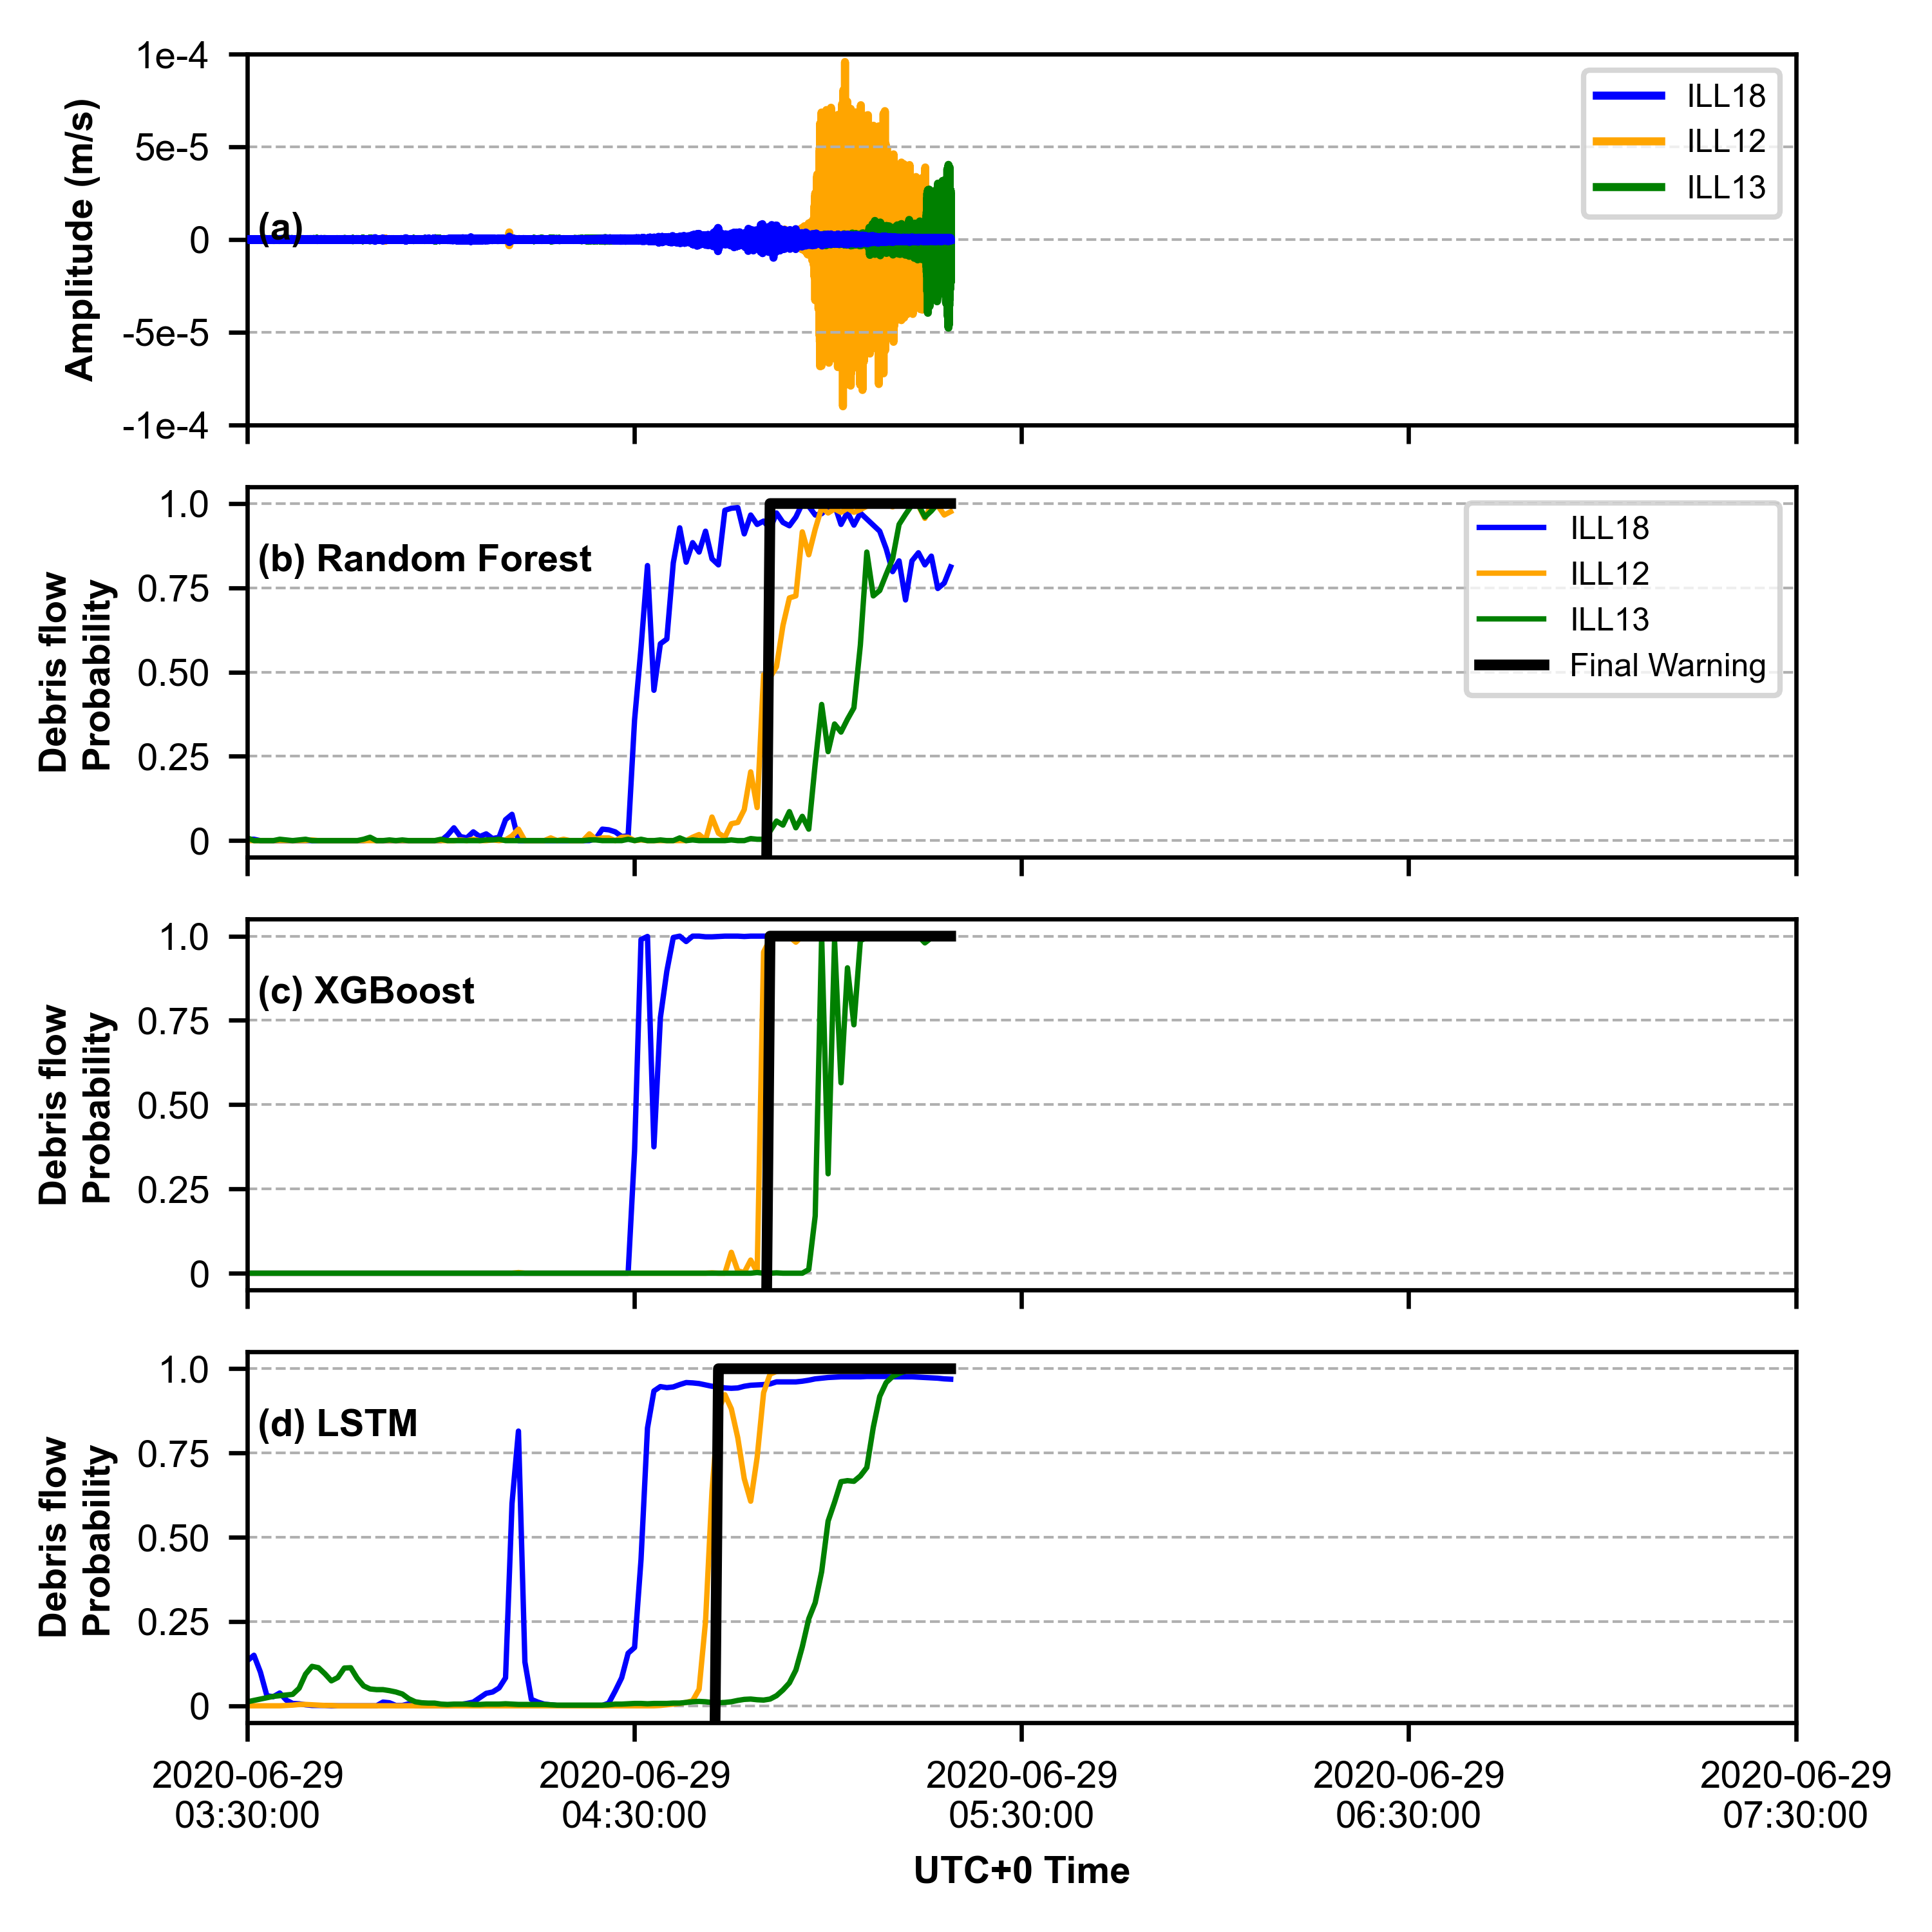 1e-4
5e-5
0
-5e-5
-1e-4
Amplitude (m/s)
(a)
ILL18
ILL12
ILL13
1.0
0.75
0.50
0.25
0
Debris flow
Probability
(b) Random Forest
ILL18
ILL12
ILL13
Final Warning
1.0
0.75
0.50
0.25
0
Debris flow
Probability
(c) XGBoost
1.0
0.75
0.50
0.25
0
Debris flow
Probability
(d) LSTM
2020-06-29
03:30:00
2020-06-29
04:30:00
2020-06-29
05:30:00
2020-06-29
06:30:00
2020-06-29
07:30:00
UTC+0 Time